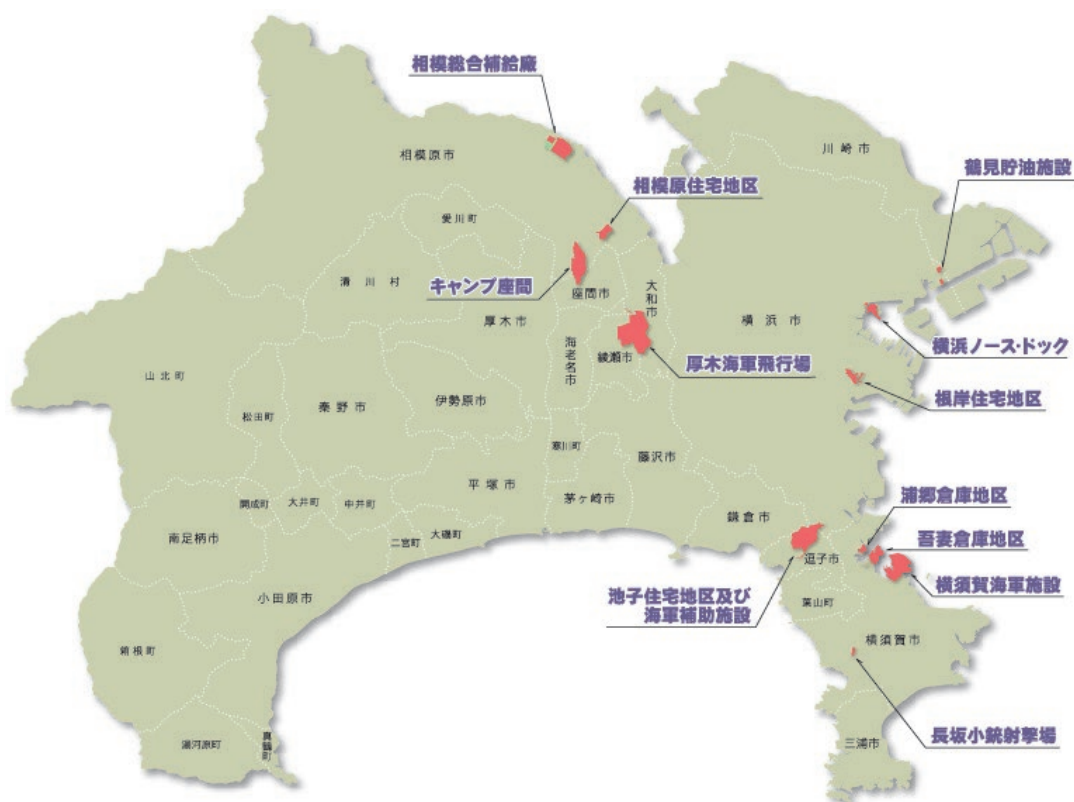 相模総合補給廠
川崎市
相模原市
鶴見貯油施設
相模原住宅地区
愛川町
清川村
キャンプ座間
座間市
大和市
厚木市
横浜市
海老名市
綾瀬市
横浜ノース・ドック
厚木海軍飛行場
山北町
根岸住宅地区
伊勢原市
秦野市
松田町
寒川町
藤沢市
平塚市
茅ヶ崎市
開成町
大井町
中井町
浦郷倉庫地区
鎌倉市
南足柄市
大磯町
二宮町
吾妻倉庫地区
逗子市
横須賀海軍施設
池子住宅地区及び
海軍補助施設
小田原市
葉山町
横須賀市
箱根町
長坂小銃射撃場
湯河原町
真鶴町
三浦市